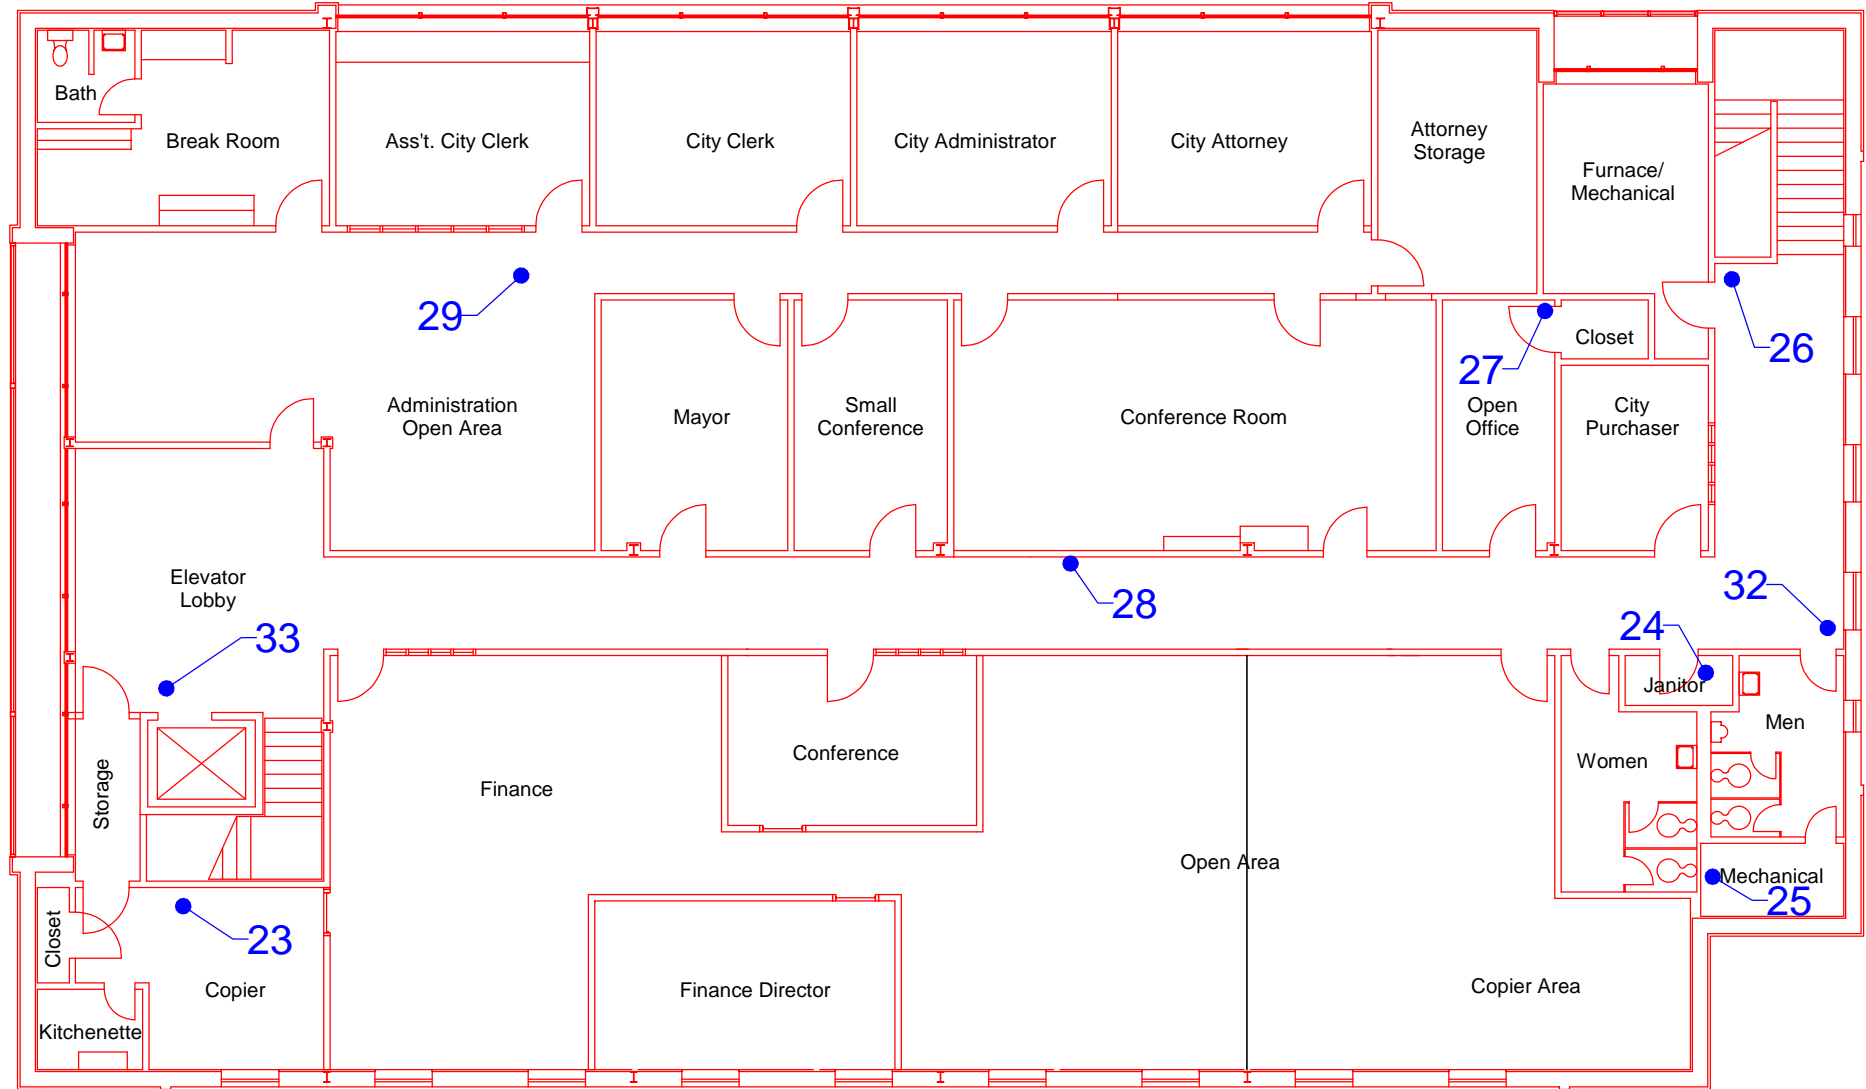 Bath
Break Room
Ass't. City Clerk
City Clerk
City Administrator
City Attorney
Attorney
Storage
Furnace/
Mechanical
29
26
27
Closet
Administration
Open Area
Mayor
Small
Conference
Conference Room
Open
Office
City
Purchaser
Elevator
Lobby
28
32
33
24
Janitor
Men
Women
Conference
Finance
Storage
Open Area
Mechanical
25
Closet
23
Copier
Finance Director
Copier Area
Kitchenette